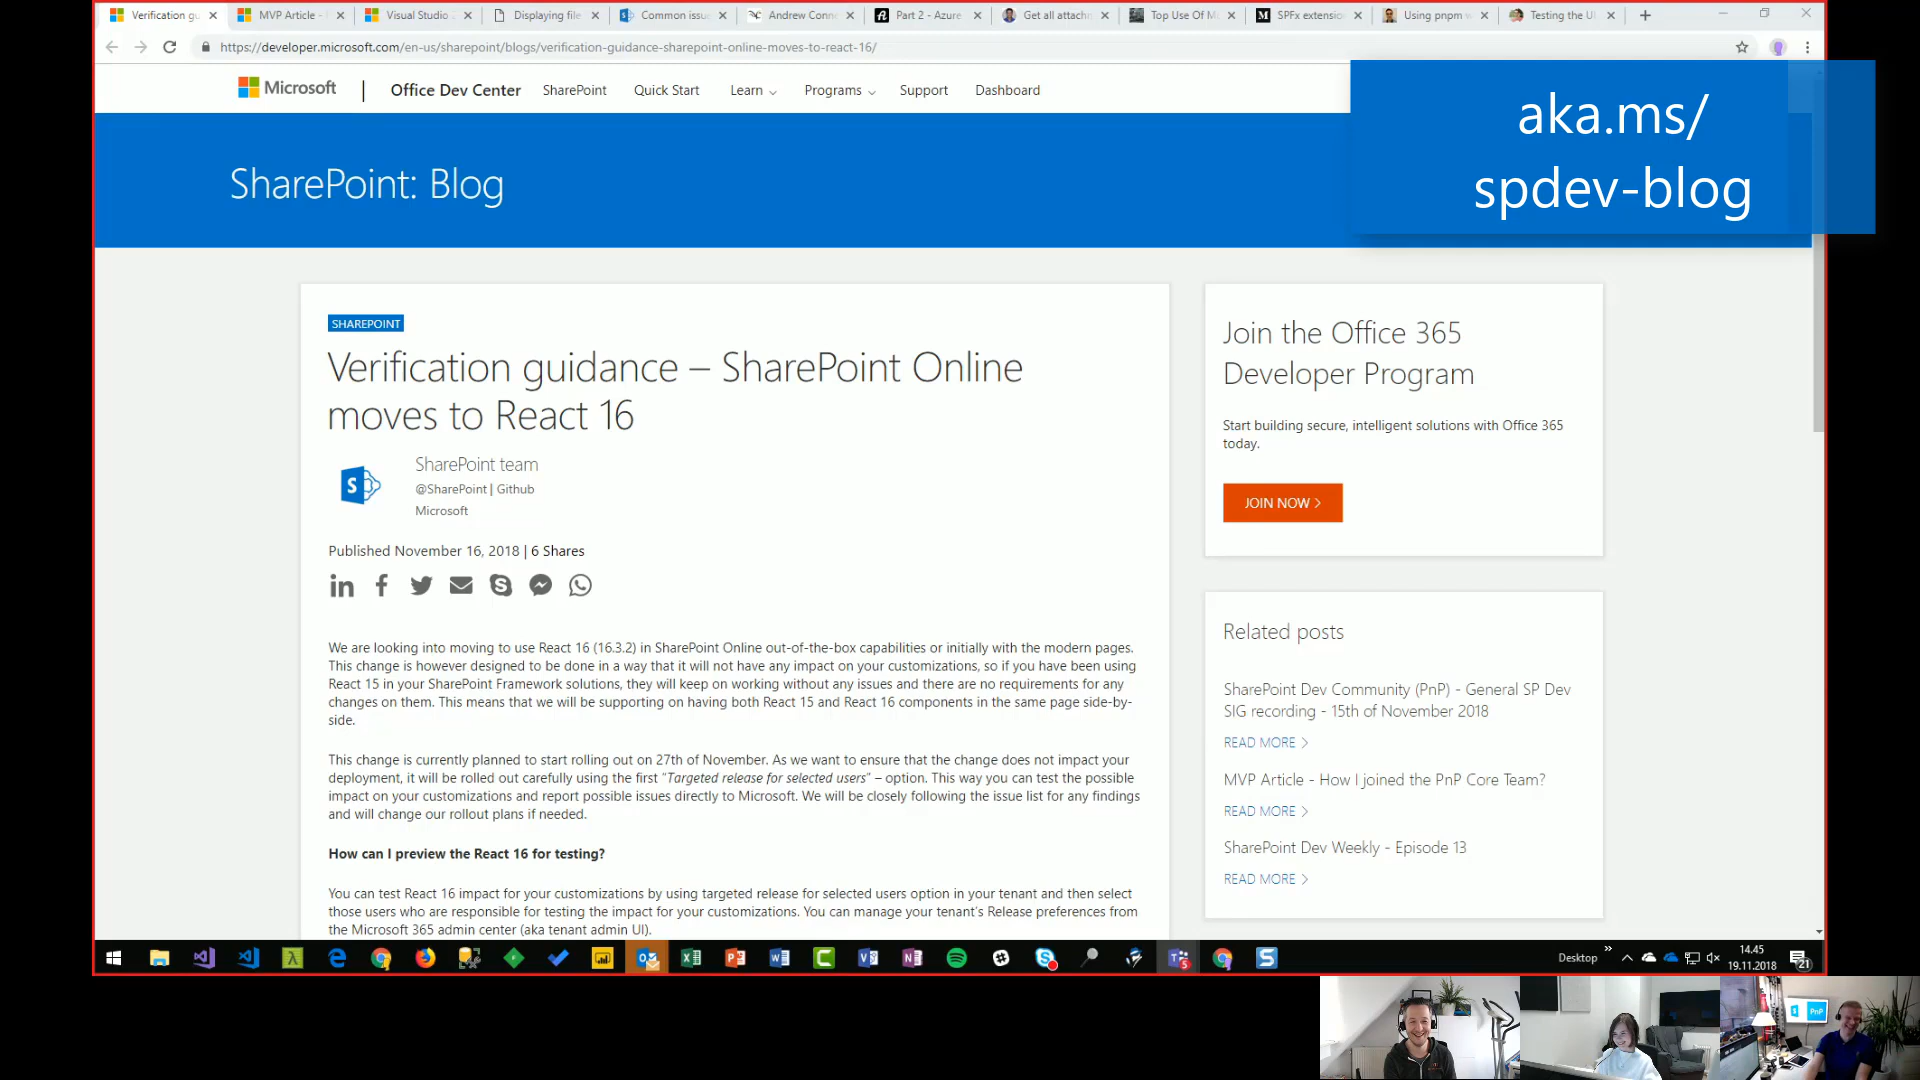 Verification gu
MVP Article -
Visual Studio
Displaying file
Common issu
Andrew Conn
Part 2 - Azure
Get all attachm
Top Use Of M
SPFx extensio
Using pnpm w
Testing the U
https://developer.microsoft.com/en-us/sharepoint/blogs/verification-guidance-sharepoint-online-moves-to-react-16/
Microsoft
Office Dev Center
SharePoint
Quick Start
Learn
Programs
Support
Dashboard
aka.ms/
spdev-blog
SharePoint: Blog
SHAREPOINT
Verification guidance – SharePoint Online
moves to React 16
SharePoint team
@SharePoint | Github
Microsoft
Published November 16, 2018 | 6 Shares
We are looking into moving to use React 16 (16.3.2) in SharePoint Online out-of-the-box capabilities or initially with the modern pages.
This change is however designed to be done in a way that it will not have any impact on your customizations, so if you have been using
React 15 in your SharePoint Framework solutions, they will keep on working without any issues and there are no requirements for any
changes on them. This means that we will be supporting on having both React 15 and React 16 components in the same page side-by-
side.
This change is currently planned to start rolling out on 27th of November. As we want to ensure that the change does not impact your
deployment, it will be rolled out carefully using the first “Targeted release for selected users” – option. This way you can test the possible
impact on your customizations and report possible issues directly to Microsoft. We will be closely following the issue list for any findings
and will change our rollout plans if needed.
How can I preview the React 16 for testing?
You can test React 16 impact for your customizations by using targeted release for selected users option in your tenant and then select
those users who are responsible for testing the impact for your customizations. You can manage your tenant's Release preferences from
the Microsoft 365 admin center (aka tenant admin UI).
Join the Office 365
Developer Program
Start building secure, intelligent solutions with Office 365
today.
JOIN NOW
Related posts
SharePoint Dev Community (PnP) - General SP Dev
SIG recording - 15th of November 2018
READ MORE
MVP Article - How I joined the PnP Core Team?
READ MORE
SharePoint Dev Weekly - Episode 13
READ MORE
Desktop
14.45
19.11.2018
21
PnP